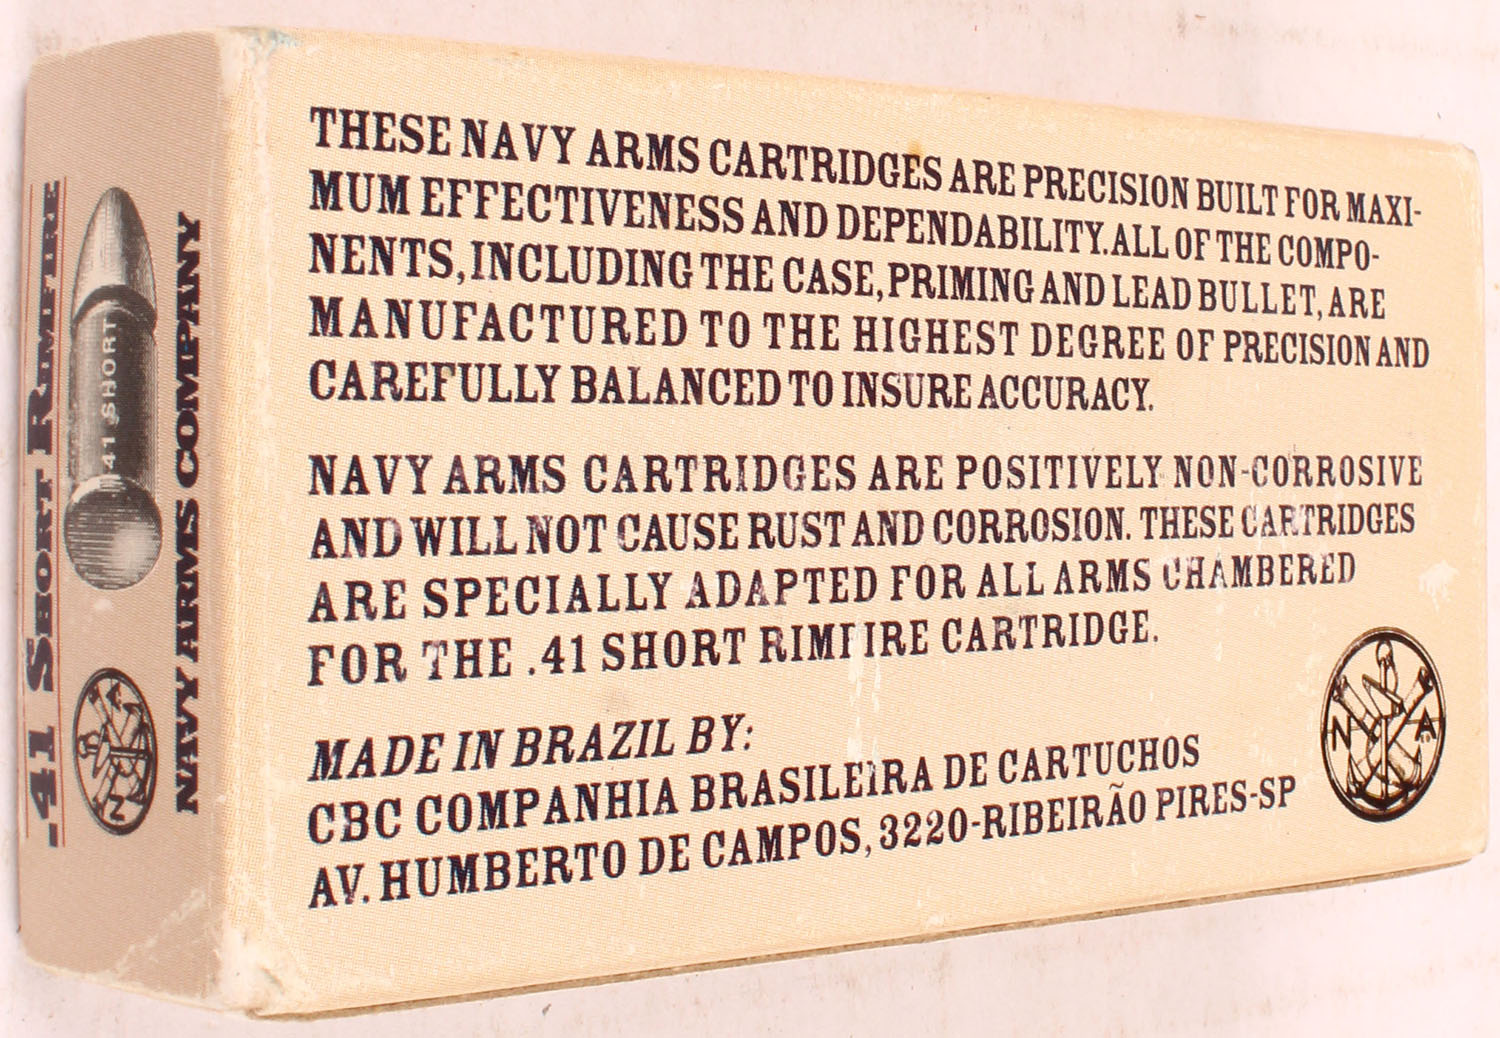 THESE NAVY ARMS CARTRIDGES ARE PRECISION BUILT FOR MAXI-
MUM EFFECTIVENESS AND DEPENDABILITY. ALL OF THE COMPO-
NENTS, INCLUDING THE CASE, PRIMING AND LEAD BULLET, ARE
MANUFACTURED TO THE HIGHEST DEGREE OF PRECISION AND
CAREFULLY BALANCED TO INSURE ACCURACY.
NAVY ARMS CARTRIDGES ARE POSITIVELY NON-CORROSIVE
AND WILL NOT CAUSE RUST AND CORROSION. THESE CARTRIDGES
ARE SPECIALLY ADAPTED FOR ALL ARMS CHAMBERED
FOR THE .41 SHORT RIMFIRE CARTRIDGE.
MADE IN BRAZIL BY:
CBC COMPANHIA BRASILEIRA DE CARTUCHOS
AV. HUMBERTO DE CAMPOS, 3220-RIBEIRÃO PIRES-SP
N A
.41 SHORT RIMFIRE
41 SHORT
NAVY ARMS COMPANY
N A